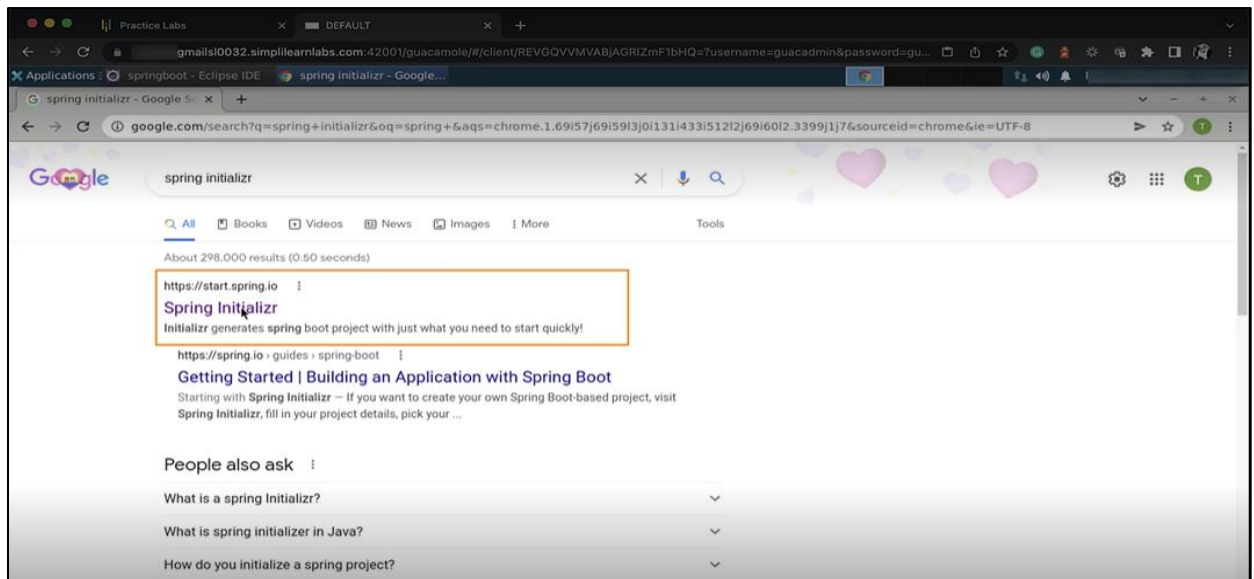 Practice Labs
DEFAULT
gmailsl0032.simplilearnlabs.com:42001/guacamole/#/client/REVGQVVMVABjAGRIZmF1bHQ=?username=guacadmin&password=gu...
Applications springboot - Eclipse IDE spring initializr - Google...
spring initializr - Google Se
google.com/search?q=spring+initializr&oq=spring+&aqs=chrome.1.69i57j69i59l3j0i131i433i512l2j69i60l2.3399j1j7&sourceid=chrome&ie=UTF-8
Google spring initializr T
All Books Videos News Images More Tools
About 298,000 results (0.50 seconds)
https://start.spring.io
Spring Initializr
Initializr generates spring boot project with just what you need to start quickly!
https://spring.io › guides › spring-boot
Getting Started | Building an Application with Spring Boot
Starting with Spring Initializr — If you want to create your own Spring Boot-based project, visit
Spring Initializr, fill in your project details, pick your ...
People also ask
What is a spring Initializr?
What is spring initializer in Java?
How do you initialize a spring project?